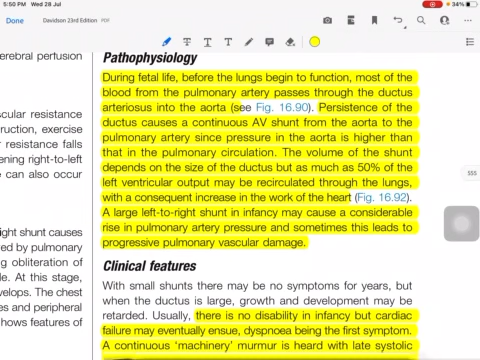 5:50 PM Wed 28 Jul
34%
Done
Davidson 23rd Edition
PDF
erebral perfusion
scular resistance
ruction, exercise
r resistance falls
ening right-to-left
e can also occur
ight shunt causes
red by pulmonary
ng obliteration of
le. At this stage,
velops. The chest
es and peripheral
hows features of
Pathophysiology
During fetal life, before the lungs begin to function, most of the
blood from the pulmonary artery passes through the ductus
arteriosus into the aorta (see Fig. 16.90). Persistence of the
ductus causes a continuous AV shunt from the aorta to the
pulmonary artery since pressure in the aorta is higher than
that in the pulmonary circulation. The volume of the shunt
depends on the size of the ductus but as much as 50% of the
left ventricular output may be recirculated through the lungs,
with a consequent increase in the work of the heart (Fig. 16.92).
A large left-to-right shunt in infancy may cause a considerable
rise in pulmonary artery pressure and sometimes this leads to
progressive pulmonary vascular damage.
Clinical features
With small shunts there may be no symptoms for years, but
when the ductus is large, growth and development may be
retarded. Usually, there is no disability in infancy but cardiac
failure may eventually ensue, dyspnoea being the first symptom.
A continuous ‘machinery’ murmur is heard with late systolic
555